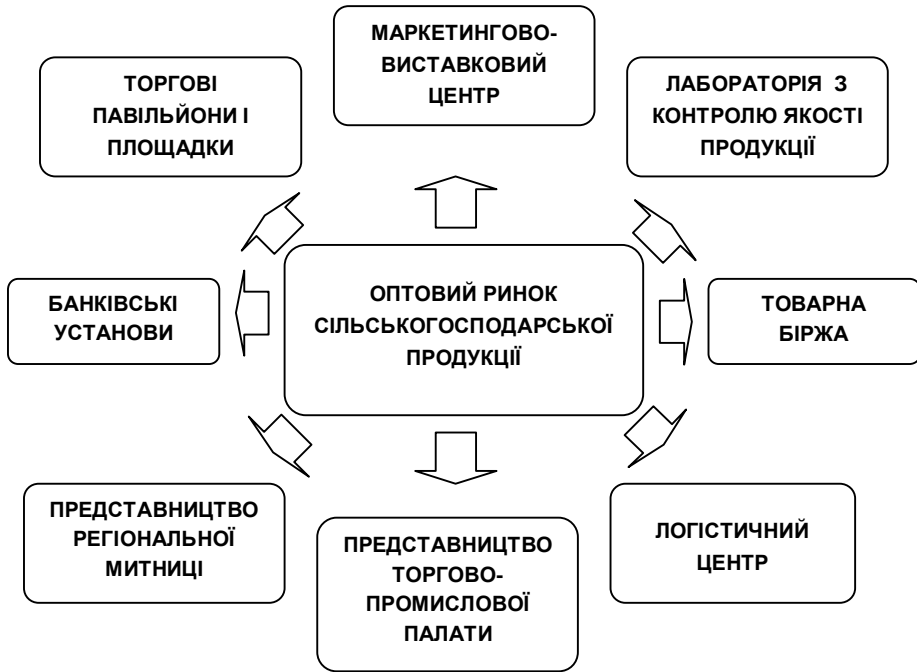 МАРКЕТИНГОВО-
ВИСТАВКОВИЙ
ЦЕНТР
ТОРГОВІ
ПАВІЛЬЙОНИ І
ПЛОЩАДКИ
ЛАБОРАТОРІЯ З
КОНТРОЛЮ ЯКОСТІ
ПРОДУКЦІЇ
БАНКІВСЬКІ
УСТАНОВИ
ОПТОВИЙ РИНОК
СІЛЬСЬКОГОСПОДАРСЬКОЇ
ПРОДУКЦІЇ
ТОВАРНА
БІРЖА
ПРЕДСТАВНИЦТВО
РЕГІОНАЛЬНОЇ
МИТНИЦІ
ПРЕДСТАВНИЦТВО
ТОРГОВО-
ПРОМИСЛОВОЇ
ПАЛАТИ
ЛОГІСТИЧНИЙ
ЦЕНТР